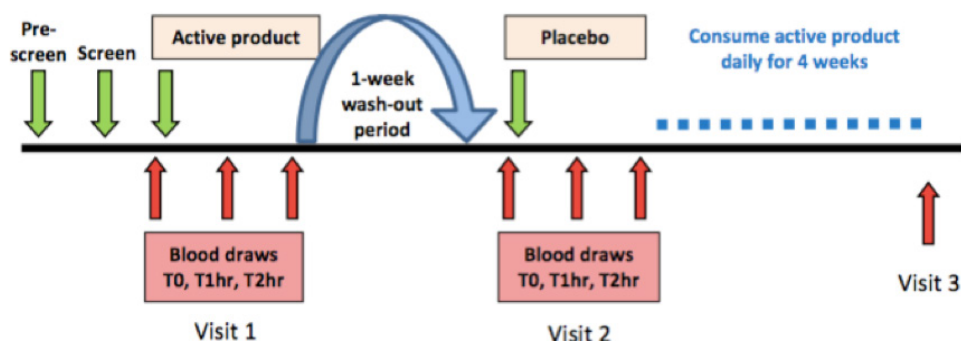 Pre-
screen
Screen
Active product
1-week
wash-out
period
Placebo
Consume active product
daily for 4 weeks
Blood draws
T0, T1hr, T2hr
Blood draws
T0, T1hr, T2hr
Visit 1
Visit 2
Visit 3